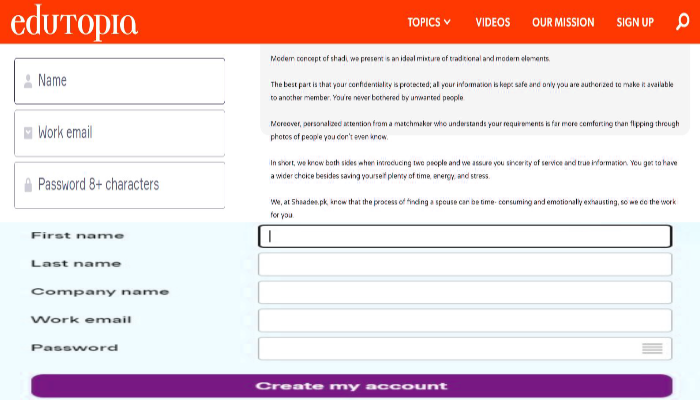 edutopia
TOPICS VIDEOS OUR MISSION SIGN UP
Name
Work email
Password 8+ characters
Modern concept of shadi, we present is an ideal mixture of traditional and modern elements.
The best part is that your confidentiality is protected; all your information is kept safe and only you are authorized to make it available
to another member. You're never bothered by unwanted people.
Moreover, personalized attention from a matchmaker who understands your requirements is far more comforting than flipping through
photos of people you don't even know.
In short, we know both sides when introducing two people and we assure you sincerity of service and true information. You get to have
a wider choice besides saving yourself plenty of time, energy, and stress.
We, at Shaadee.pk, know that the process of finding a spouse can be time- consuming and emotionally exhausting, so we do the work
for you.
First name
Last name
Company name
Work email
Password
Create my account